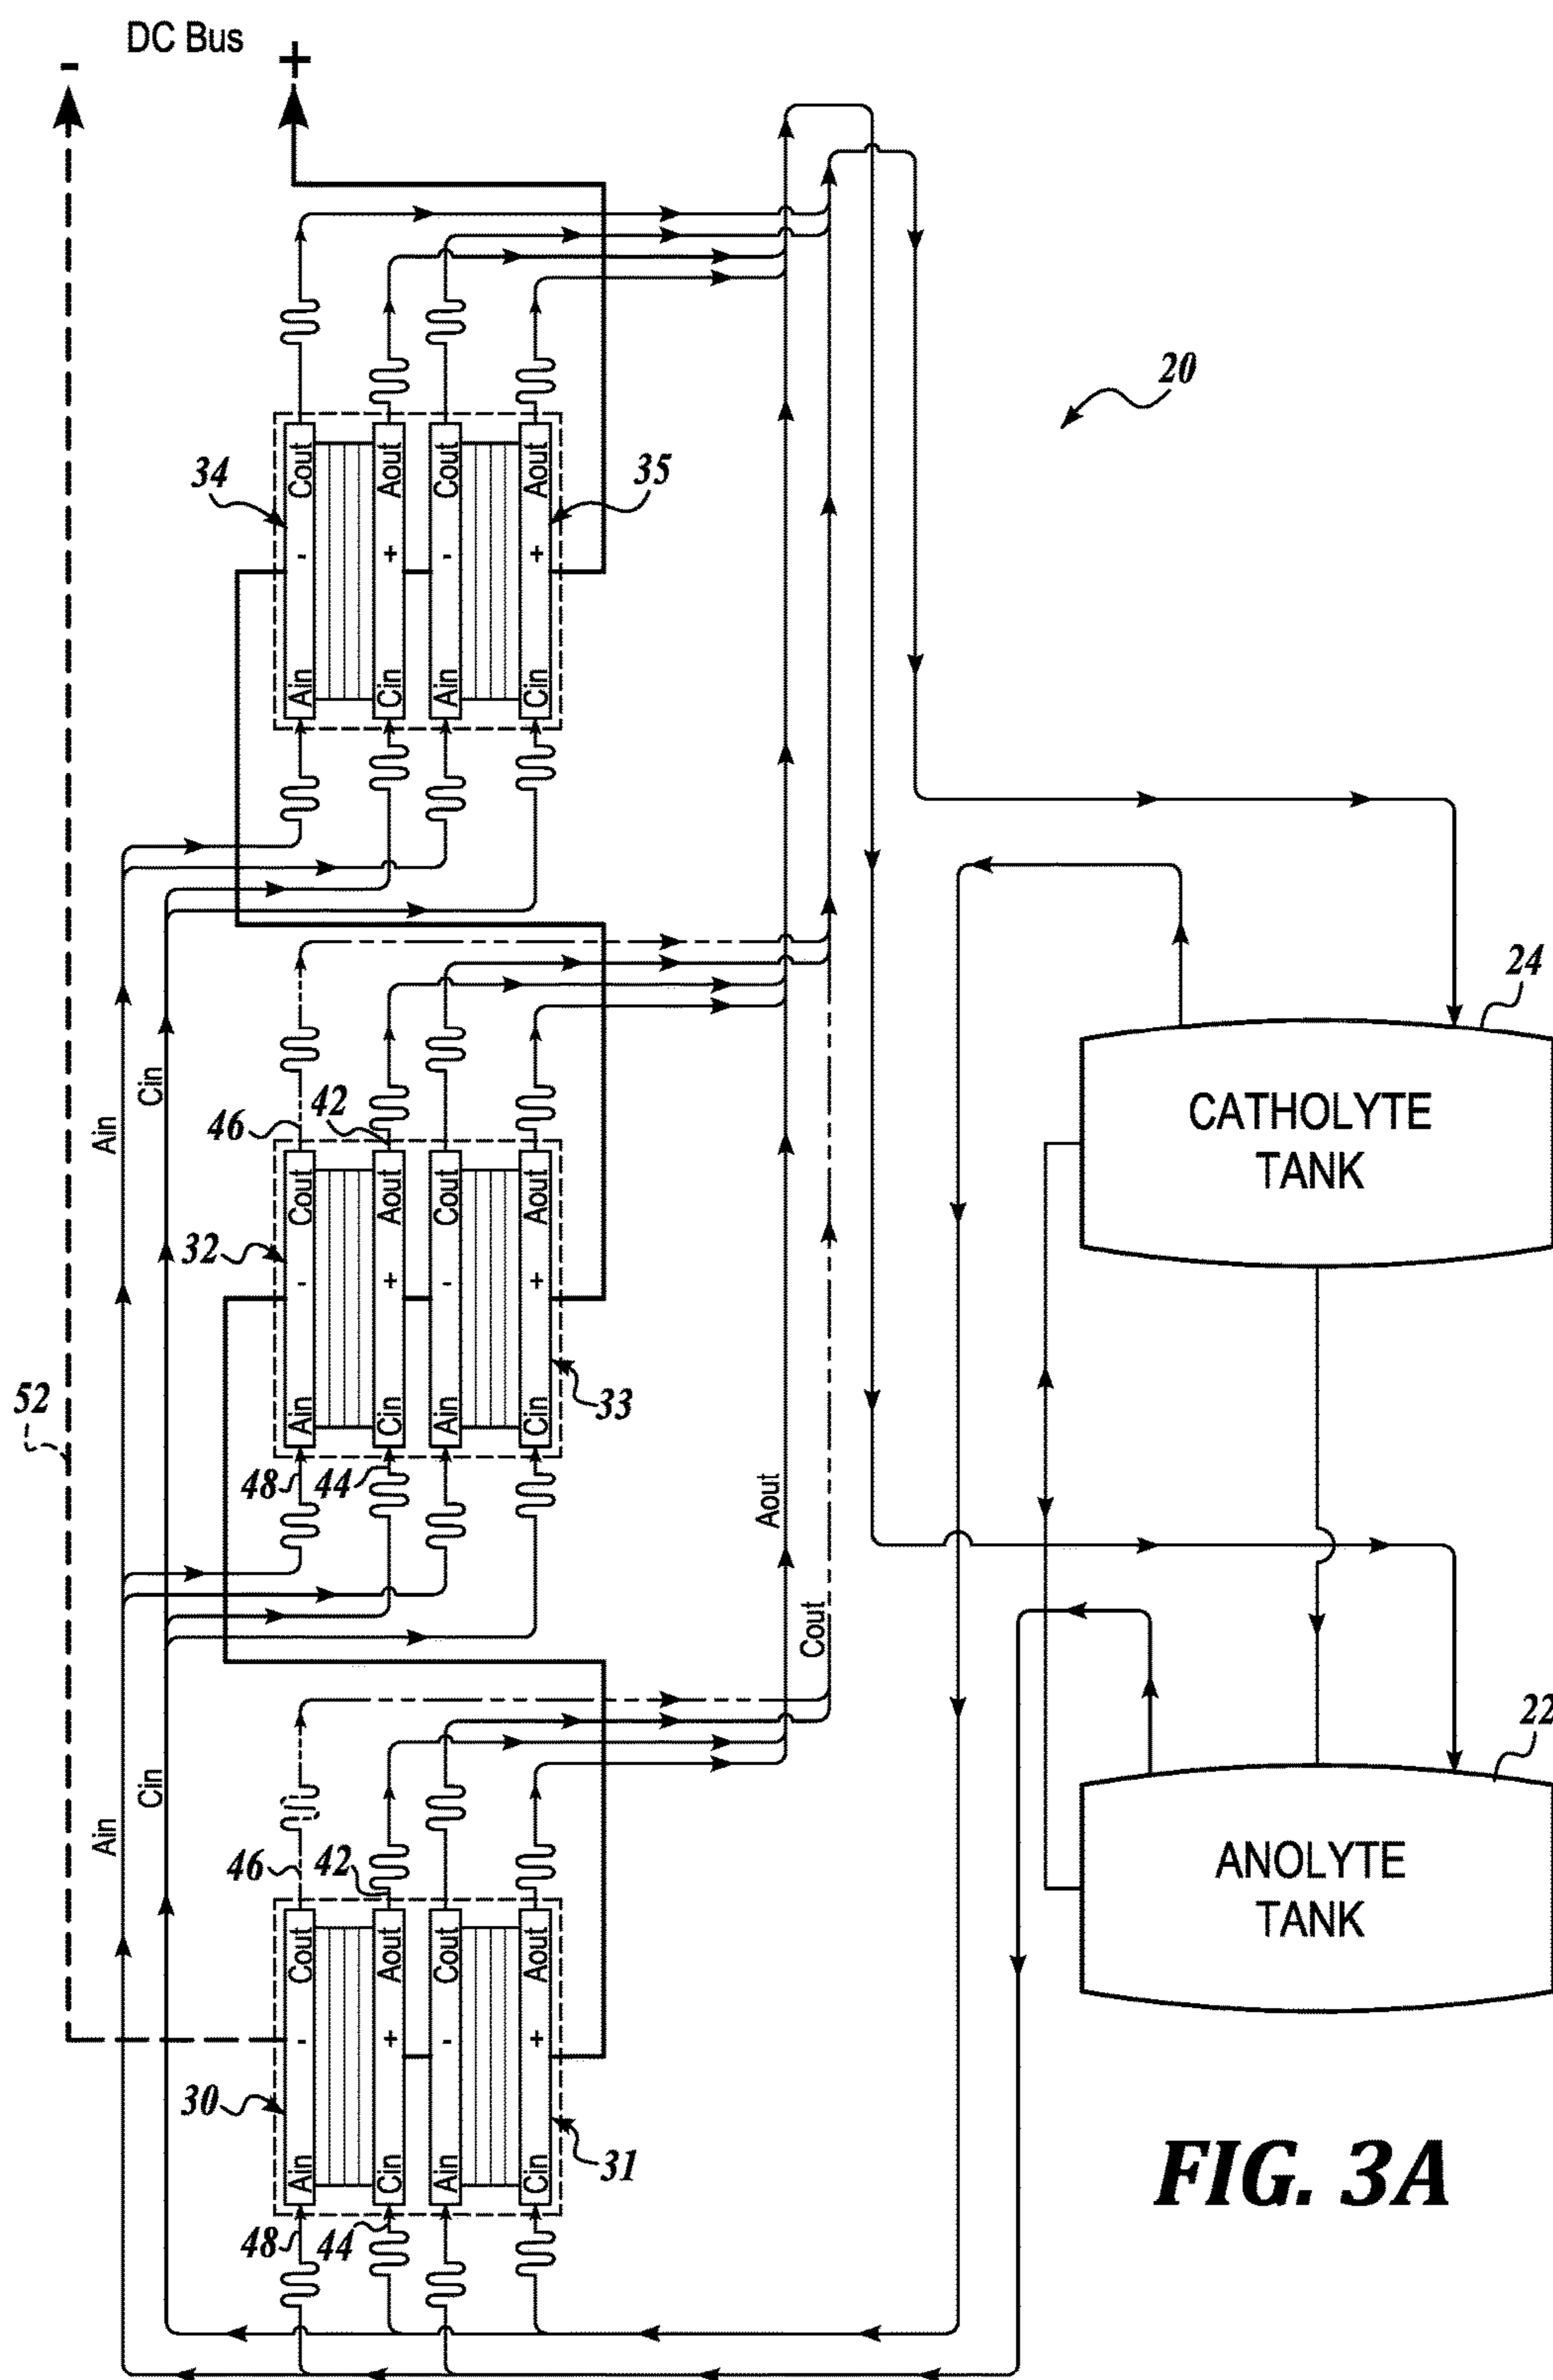 DC Bus
- +
20
34
Cout Aout Cout Aout
35
- + - +
Ain Cin Ain Cin
24
CATHOLYTE
TANK
Ain
Cin
46
42
Cout Aout Cout Aout
32
- + - +
33
Ain Cin Ain Cin
52
48
44
Aout
Cout
22
ANOLYTE
TANK
Ain
Cin
46
42
Cout Aout Cout Aout
- + - +
30
31
Ain Cin Ain Cin
48
44
FIG. 3A